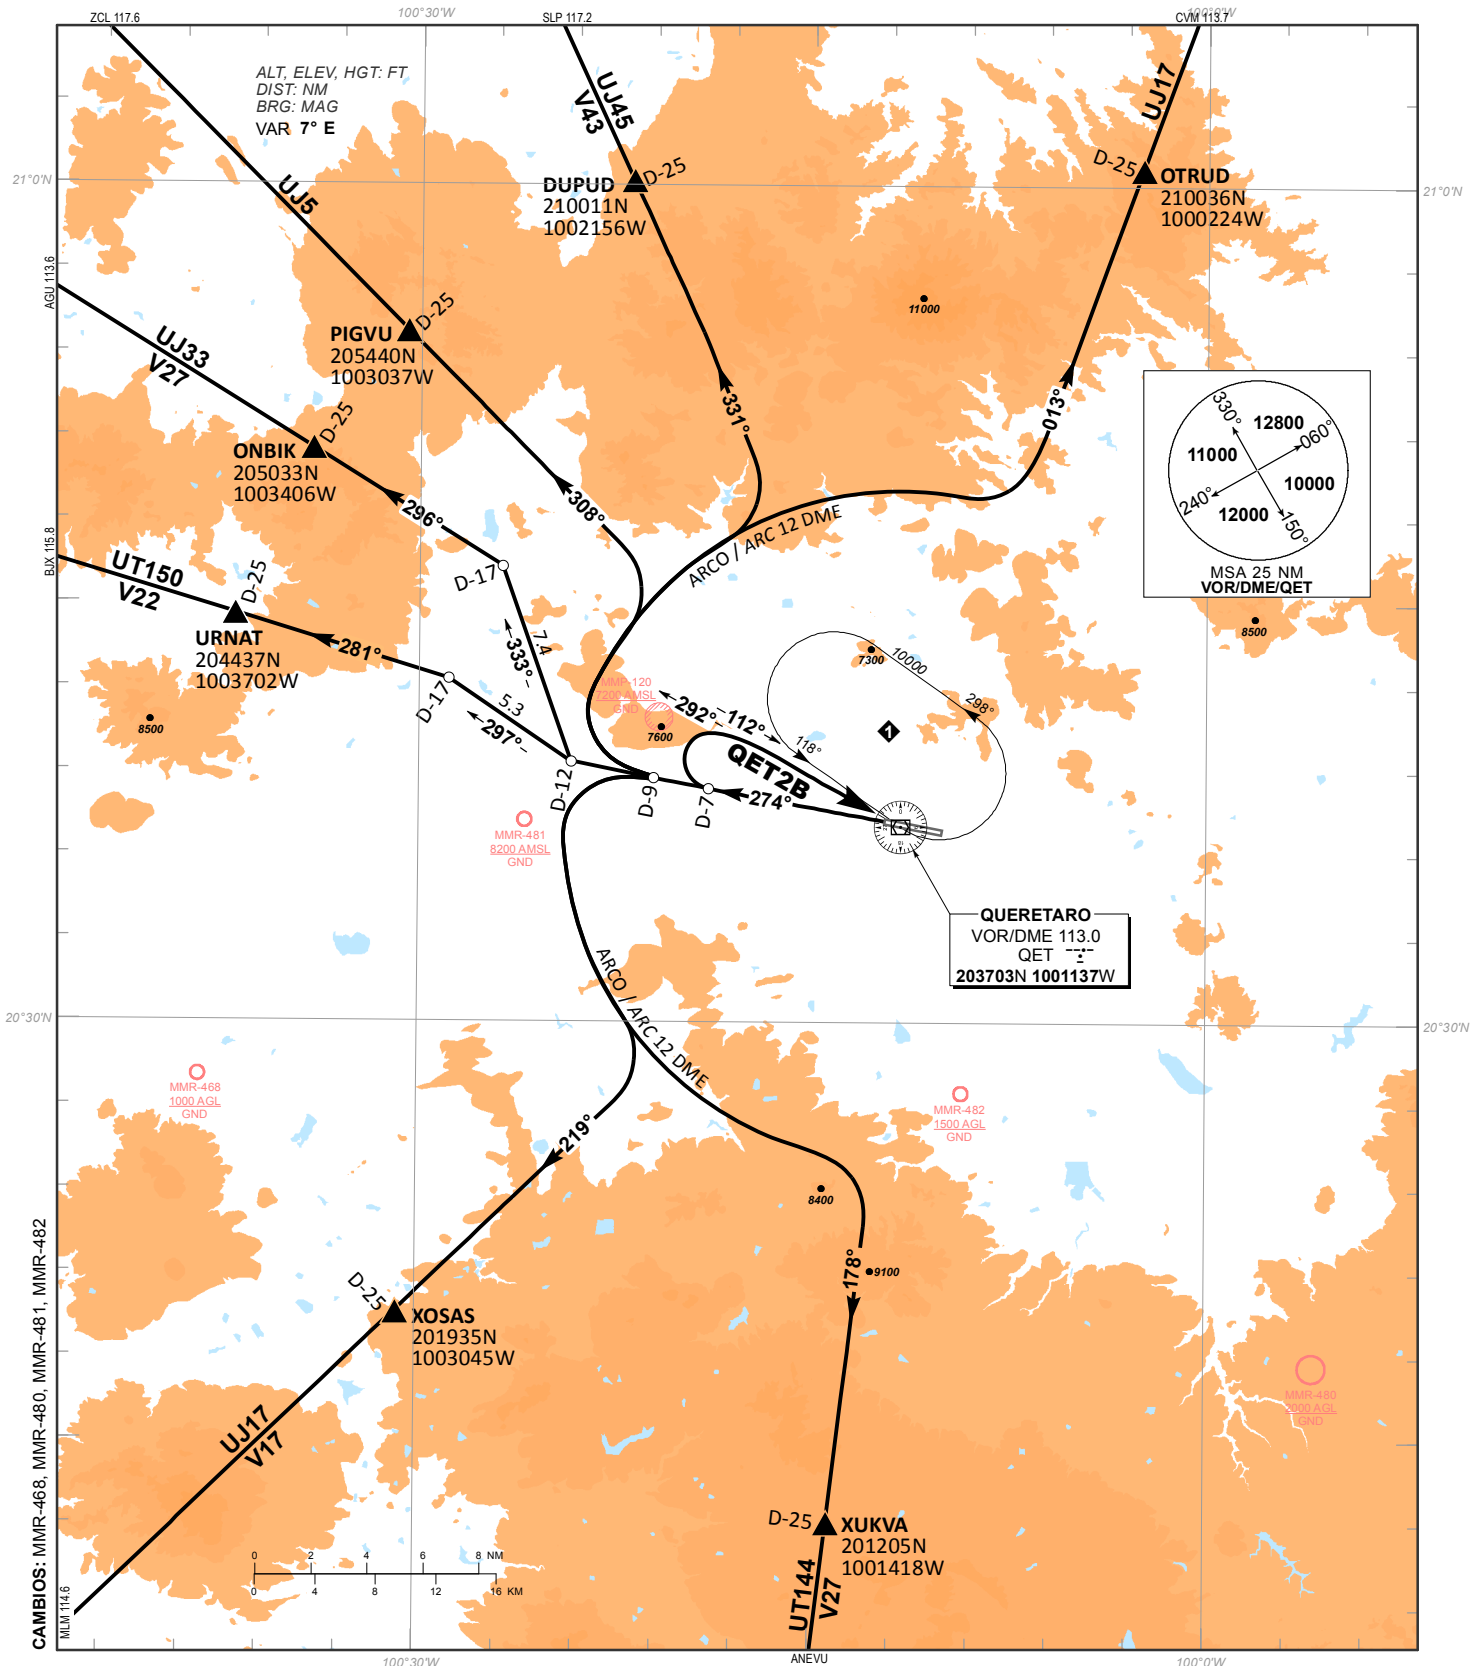 100°30'W
100°0'W
ZCL 117.6
SLP 117.2
CVM 113.7
ALT, ELEV, HGT: FT
DIST: NM
BRG: MAG
VAR 7° E
UJ45
V43
UJ17
21°0'N
21°0'N
UJ5
DUPUD
D-25
210011N
1002156W
D-25
OTRUD
210036N
1000224W
AGU 113.6
11000
PIGVU
D-25
205440N
1003037W
UJ33
V27
331°
013°
330°
12800
060°
11000
10000
240°
12000
150°
MSA 25 NM
VOR/DME/QET
ONBIK
D-25
205033N
1003406W
296°
308°
ARCO / ARC 12 DME
BJX 115.8
UT150
V22
D-25
D-17
URNAT
204437N
1003702W
281°
7.4
333°
8500
7300
10000
MMP-120
7200 AMSL
GND
7600
292°
112°
298°
118°
1
D-17
5.3
297°
8500
QET2B
274°
D-12
D-9
D-7
MMR-481
8200 AMSL
GND
QUERETARO
VOR/DME 113.0
QET
203703N 1001137W
ARCO / ARC 12 DME
20°30'N
20°30'N
MMR-468
1000 AGL
GND
MMR-482
1500 AGL
GND
219°
8400
178°
9100
D-25
XOSAS
201935N
1003045W
MMR-480
2000 AGL
GND
UJ17
V17
D-25
XUKVA
201205N
1001418W
UT144
V27
0 2 4 6 8 NM
0 4 8 12 16 KM
MLM 114.6
ANEVU
CAMBIOS: MMR-468, MMR-480, MMR-481, MMR-482
100°30'W
100°0'W